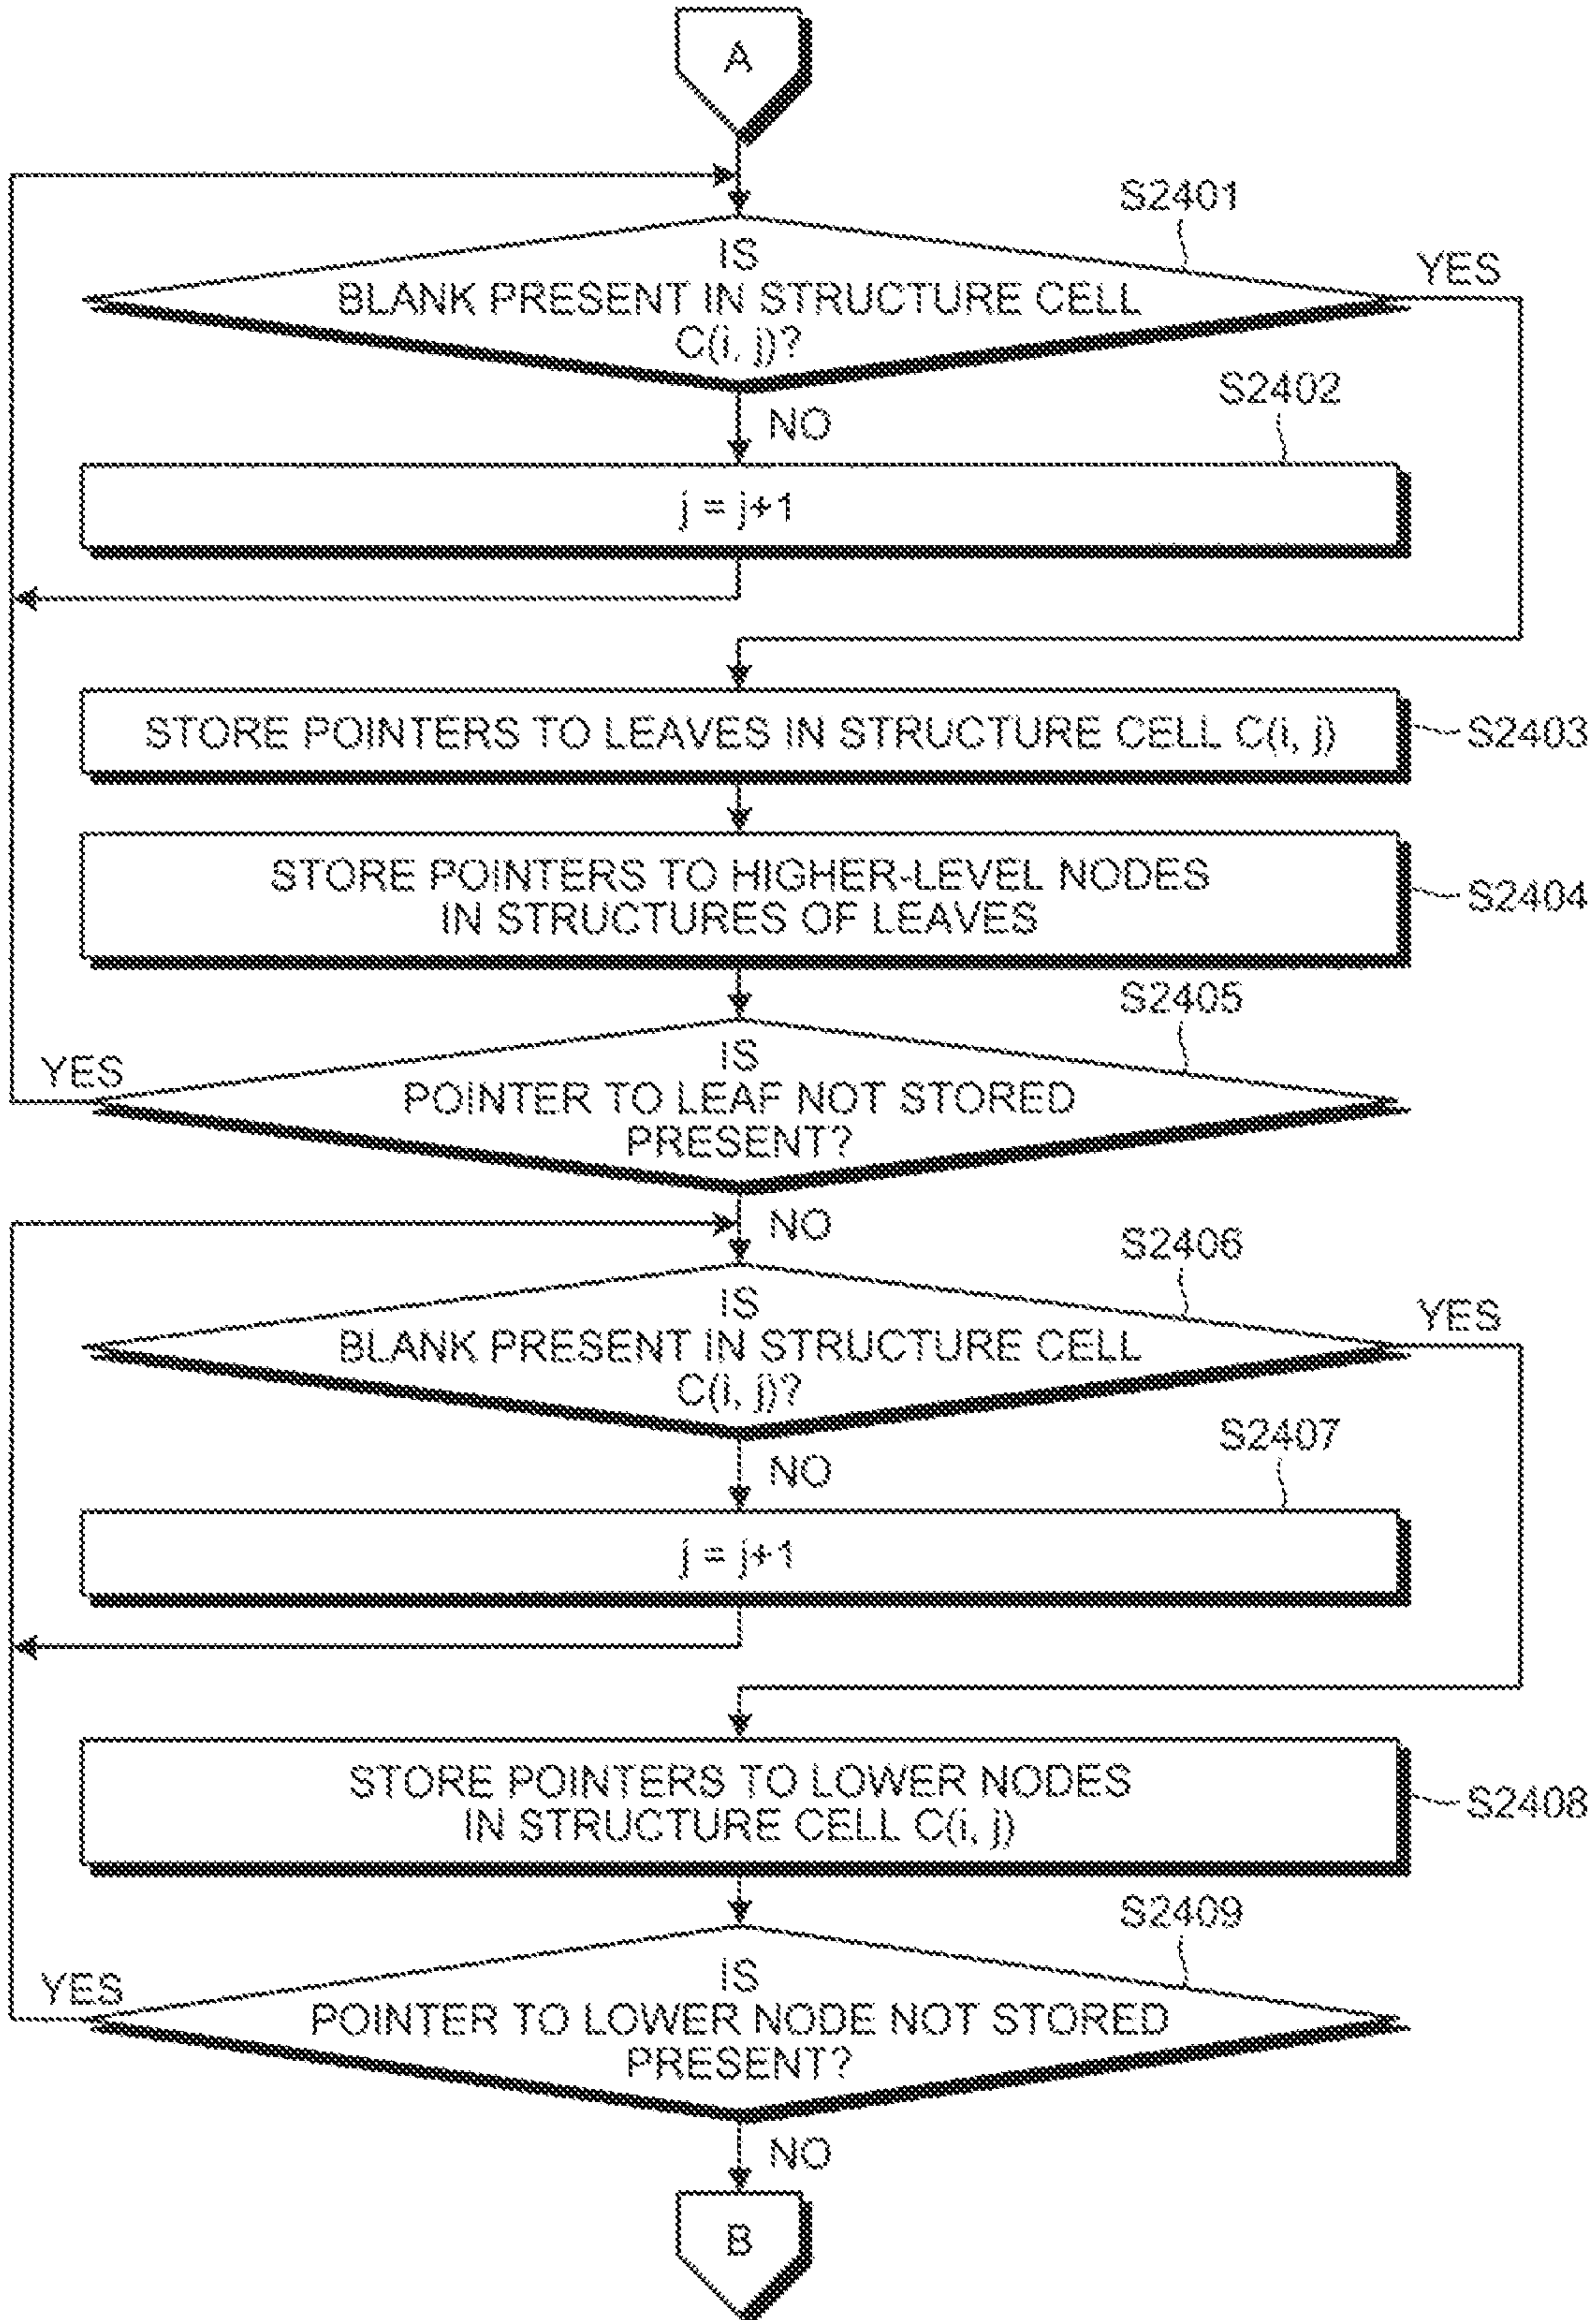 A
S2401
IS
BLANK PRESENT IN STRUCTURE CELL
C(i, j)?
YES
NO
S2402
j = j+1
STORE POINTERS TO LEAVES IN STRUCTURE CELL C(i, j)
S2403
STORE POINTERS TO HIGHER-LEVEL NODES
IN STRUCTURES OF LEAVES
S2404
S2405
YES
IS
POINTER TO LEAF NOT STORED
PRESENT?
NO
S2406
IS
BLANK PRESENT IN STRUCTURE CELL
C(i, j)?
YES
NO
S2407
j = j+1
STORE POINTERS TO LOWER NODES
IN STRUCTURE CELL C(i, j)
S2408
S2409
YES
IS
POINTER TO LOWER NODE NOT STORED
PRESENT?
NO
B